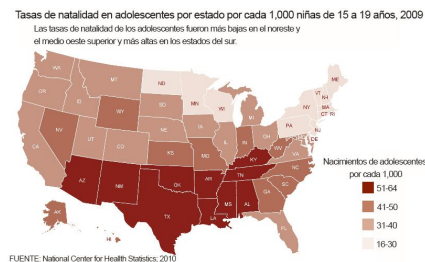 Tasas de natalidad en adolescentes por estado por cada 1,000 niñas de 15 a 19 años, 2009
Las tasas de natalidad de los adolescentes fueron más bajas en el noreste y
el medio oeste superior y más altas en los estados del sur.
WA
MT
ND
MN
ME
OR
ID
SD
WI
MI
VT
NH
NY
MA
CT RI
WY
IA
PA
NJ
NV
NE
IL
IN
OH
DE
UT
CO
KS
MO
WV
VA
CA
KY
NC
AZ
NM
OK
AR
TN
SC
TX
LA
MS
AL
GA
FL
AK
HI
Nacimientos de adolescentes
por cada 1,000
51-64
41-50
31-40
16-30
FUENTE: National Center for Health Statistics, 2010